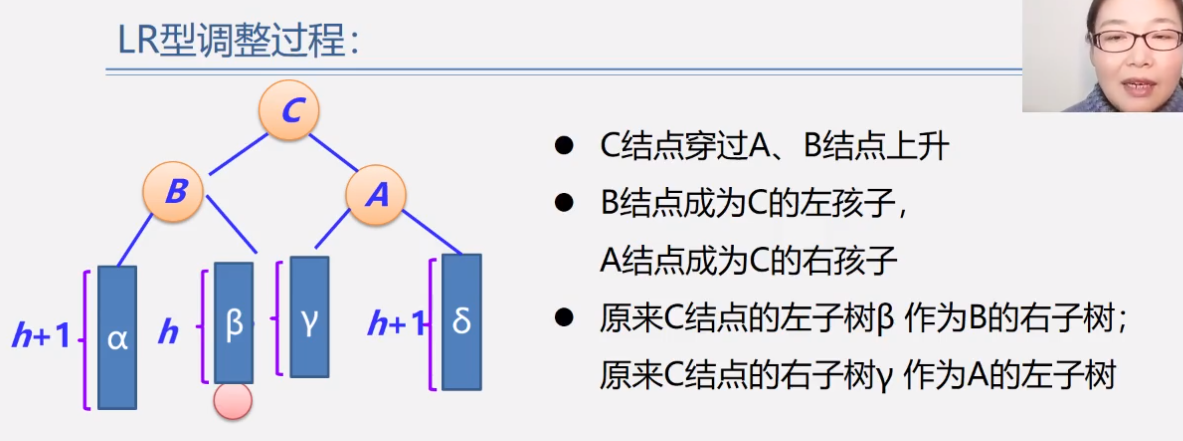 LR型调整过程：
C
B
A
h+1
α
h
β
γ
h+1
δ
● C结点穿过A、B结点上升
● B结点成为C的左孩子，
A结点成为C的右孩子
● 原来C结点的左子树β 作为B的右子树；
原来C结点的右子树γ 作为A的左子树